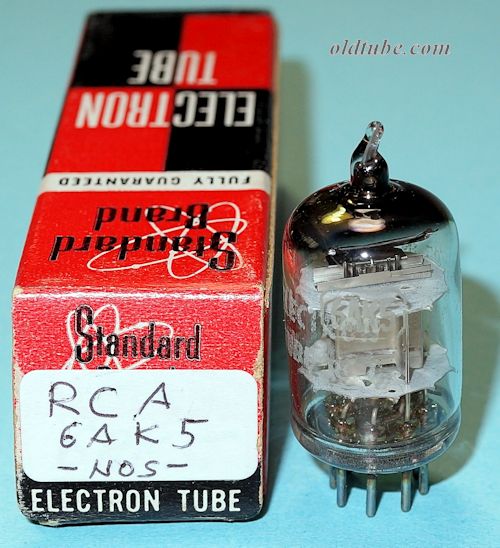 oldtube.com
ELECTRON
TUBE
FULLY GUARANTEED
Standard
Brand
Standard
RCA
6AK5
-NOS-
ELECTRON TUBE